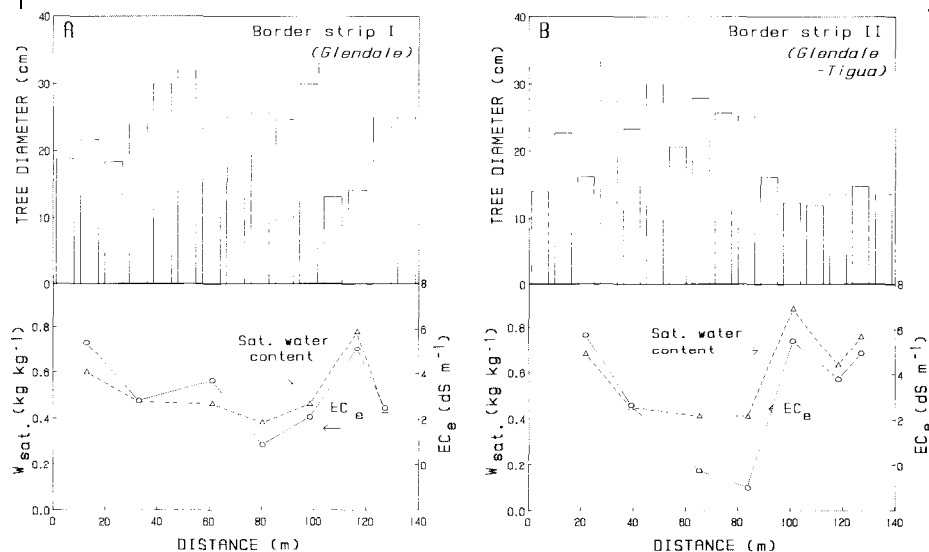 A
Border strip I
(Glendale)
TREE DIAMETER (cm)
40
30
20
10
0
8
Sat. water
content
ECe
W sat. (kg kg-1)
0.8
0.6
0.4
0.2
0.0
6
4
2
0
ECe (dS m-1)
0 20 40 60 80 100 120 140
DISTANCE (m)
B
Border strip II
(Glendale
-Tigua)
TREE DIAMETER (cm)
40
30
20
10
0
8
Sat. water
content
ECe
W sat. (kg kg-1)
0.8
0.6
0.4
0.2
0.0
6
4
2
0
ECe (dS m-1)
0 20 40 60 80 100 120 140
DISTANCE (m)